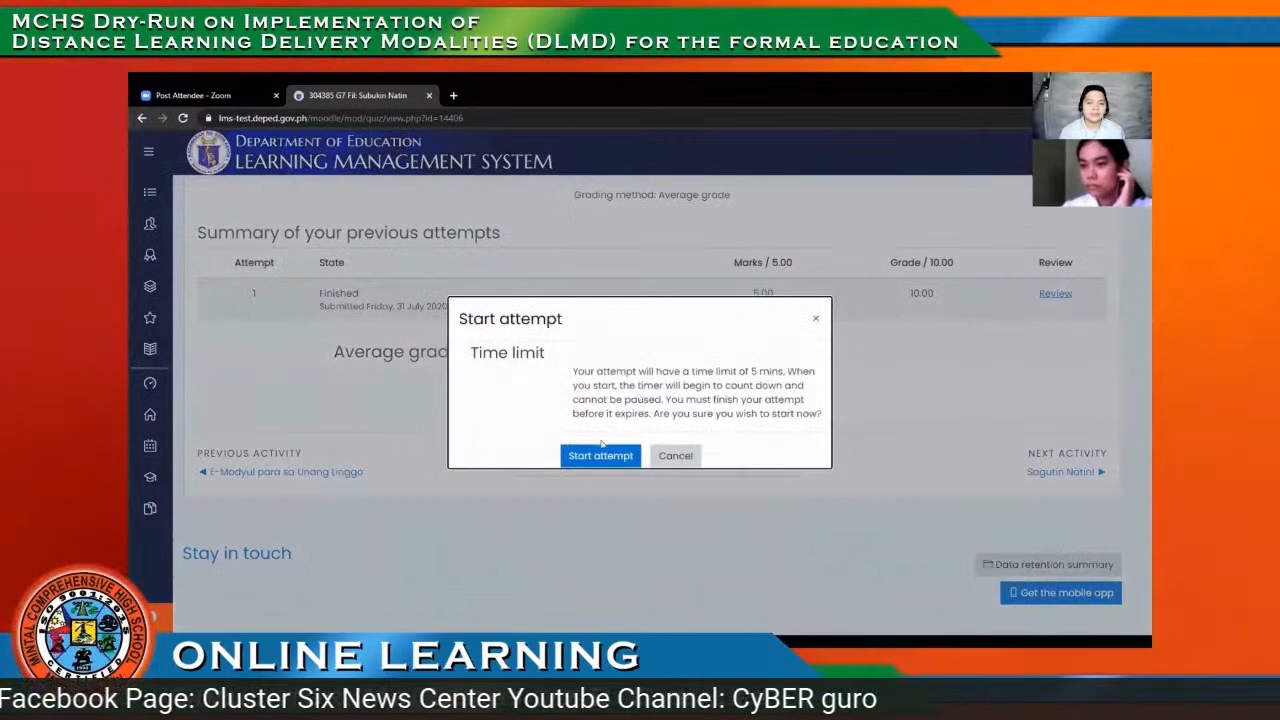 MCHS Dry-Run on Implementation of
Distance Learning Delivery Modalities (DLMD) for the formal education
Post Attendee - Zoom
304385 G7 Fil: Subukin Natin
lms-test.deped.gov.ph/moodle/mod/quiz/view.php?id=14406
Department of Education
LEARNING MANAGEMENT SYSTEM
Grading method: Average grade
Summary of your previous attempts
Attempt State Marks / 5.00 Grade / 10.00 Review
1 Finished 5.00 10.00 Review
Submitted Friday, 31 July 2020
Average grad
Start attempt
Time limit
Your attempt will have a time limit of 5 mins. When
you start, the timer will begin to count down and
cannot be paused. You must finish your attempt
before it expires. Are you sure you wish to start now?
Start attempt Cancel
PREVIOUS ACTIVITY
E-Modyul para sa Unang Linggo
NEXT ACTIVITY
Sagutin Natin!
Stay in touch
Data retention summary
Get the mobile app
MINTAL COMPREHENSIVE HIGH SCHOOL
ISO 9001:2015
CERTIFIED
ONLINE LEARNING
Facebook Page: Cluster Six News Center Youtube Channel: CyBER guro